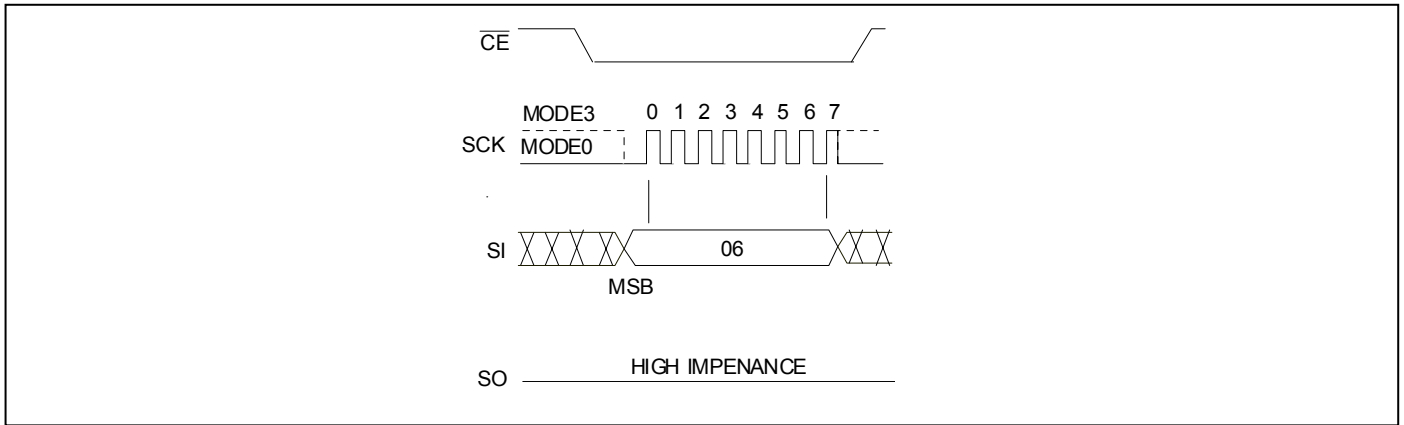 CE
MODE3 0 1 2 3 4 5 6 7
SCK MODE0
SI 06
MSB
HIGH IMPENANCE
SO